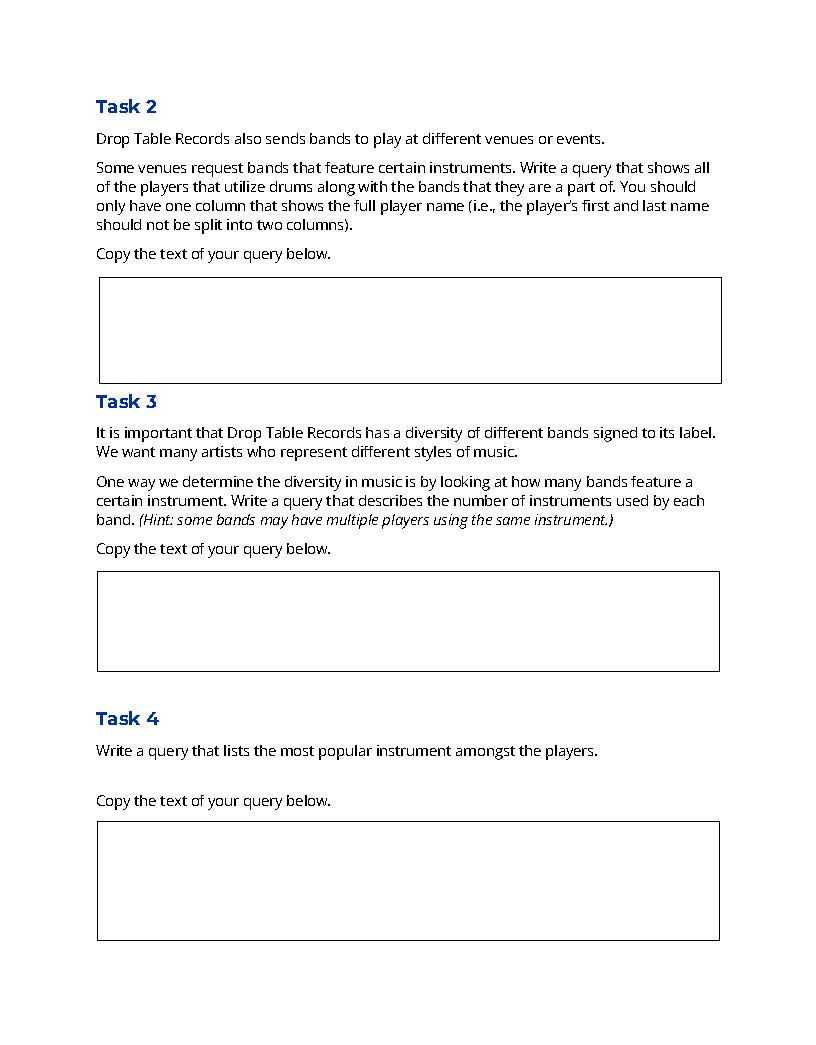 Task 2
Drop Table Records also sends bands to play at different venues or events.
Some venues request bands that feature certain instruments. Write a query that shows all
of the players that utilize drums along with the bands that they are a part of. You should
only have one column that shows the full player name (i.e., the player's first and last name
should not be split into two columns).
Copy the text of your query below.
Task 3
It is important that Drop Table Records has a diversity of different bands signed to its label.
We want many artists who represent different styles of music.
One way we determine the diversity in music is by looking at how many bands feature a
certain instrument. Write a query that describes the number of instruments used by each
band. (Hint: some bands may have multiple players using the same instrument.)
Copy the text of your query below.
Task 4
Write a query that lists the most popular instrument amongst the players.
Copy the text of your query below.